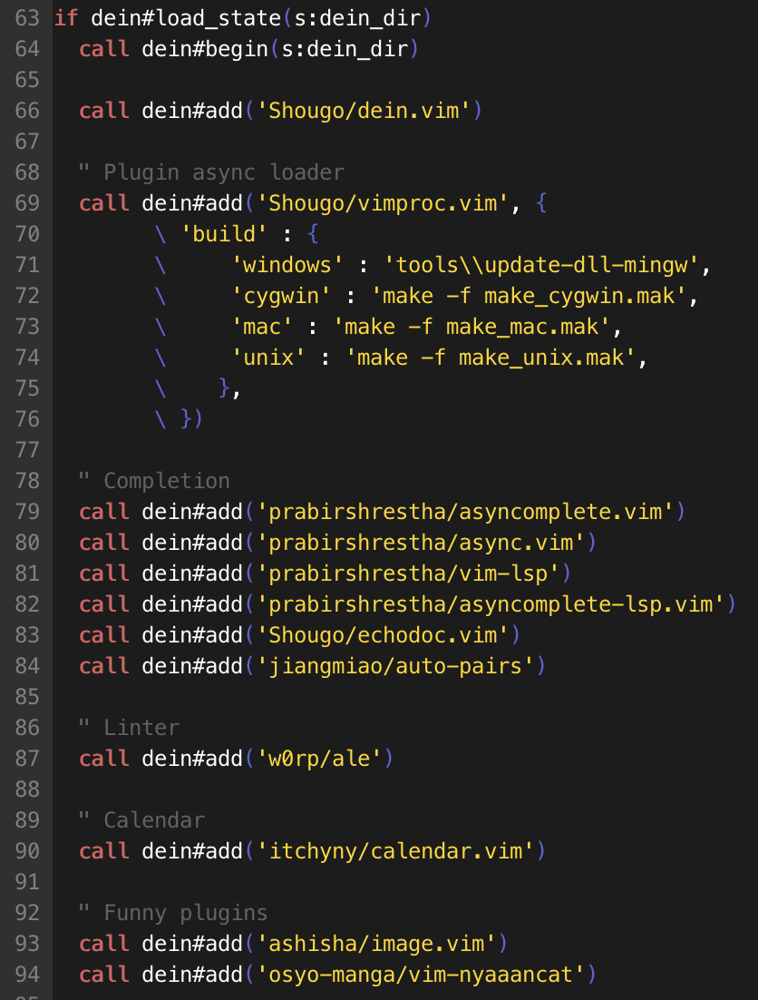 63 if dein#load_state(s:dein_dir)
64   call dein#begin(s:dein_dir)
65
66   call dein#add('Shougo/dein.vim')
67
68   " Plugin async loader
69   call dein#add('Shougo/vimproc.vim', {
70         \ 'build' : {
71         \     'windows' : 'tools\\update-dll-mingw',
72         \     'cygwin' : 'make -f make_cygwin.mak',
73         \     'mac' : 'make -f make_mac.mak',
74         \     'unix' : 'make -f make_unix.mak',
75         \    },
76         \ })
77
78   " Completion
79   call dein#add('prabirshrestha/asyncomplete.vim')
80   call dein#add('prabirshrestha/async.vim')
81   call dein#add('prabirshrestha/vim-lsp')
82   call dein#add('prabirshrestha/asyncomplete-lsp.vim')
83   call dein#add('Shougo/echodoc.vim')
84   call dein#add('jiangmiao/auto-pairs')
85
86   " Linter
87   call dein#add('w0rp/ale')
88
89   " Calendar
90   call dein#add('itchyny/calendar.vim')
91
92   " Funny plugins
93   call dein#add('ashisha/image.vim')
94   call dein#add('osyo-manga/vim-nyaaancat')